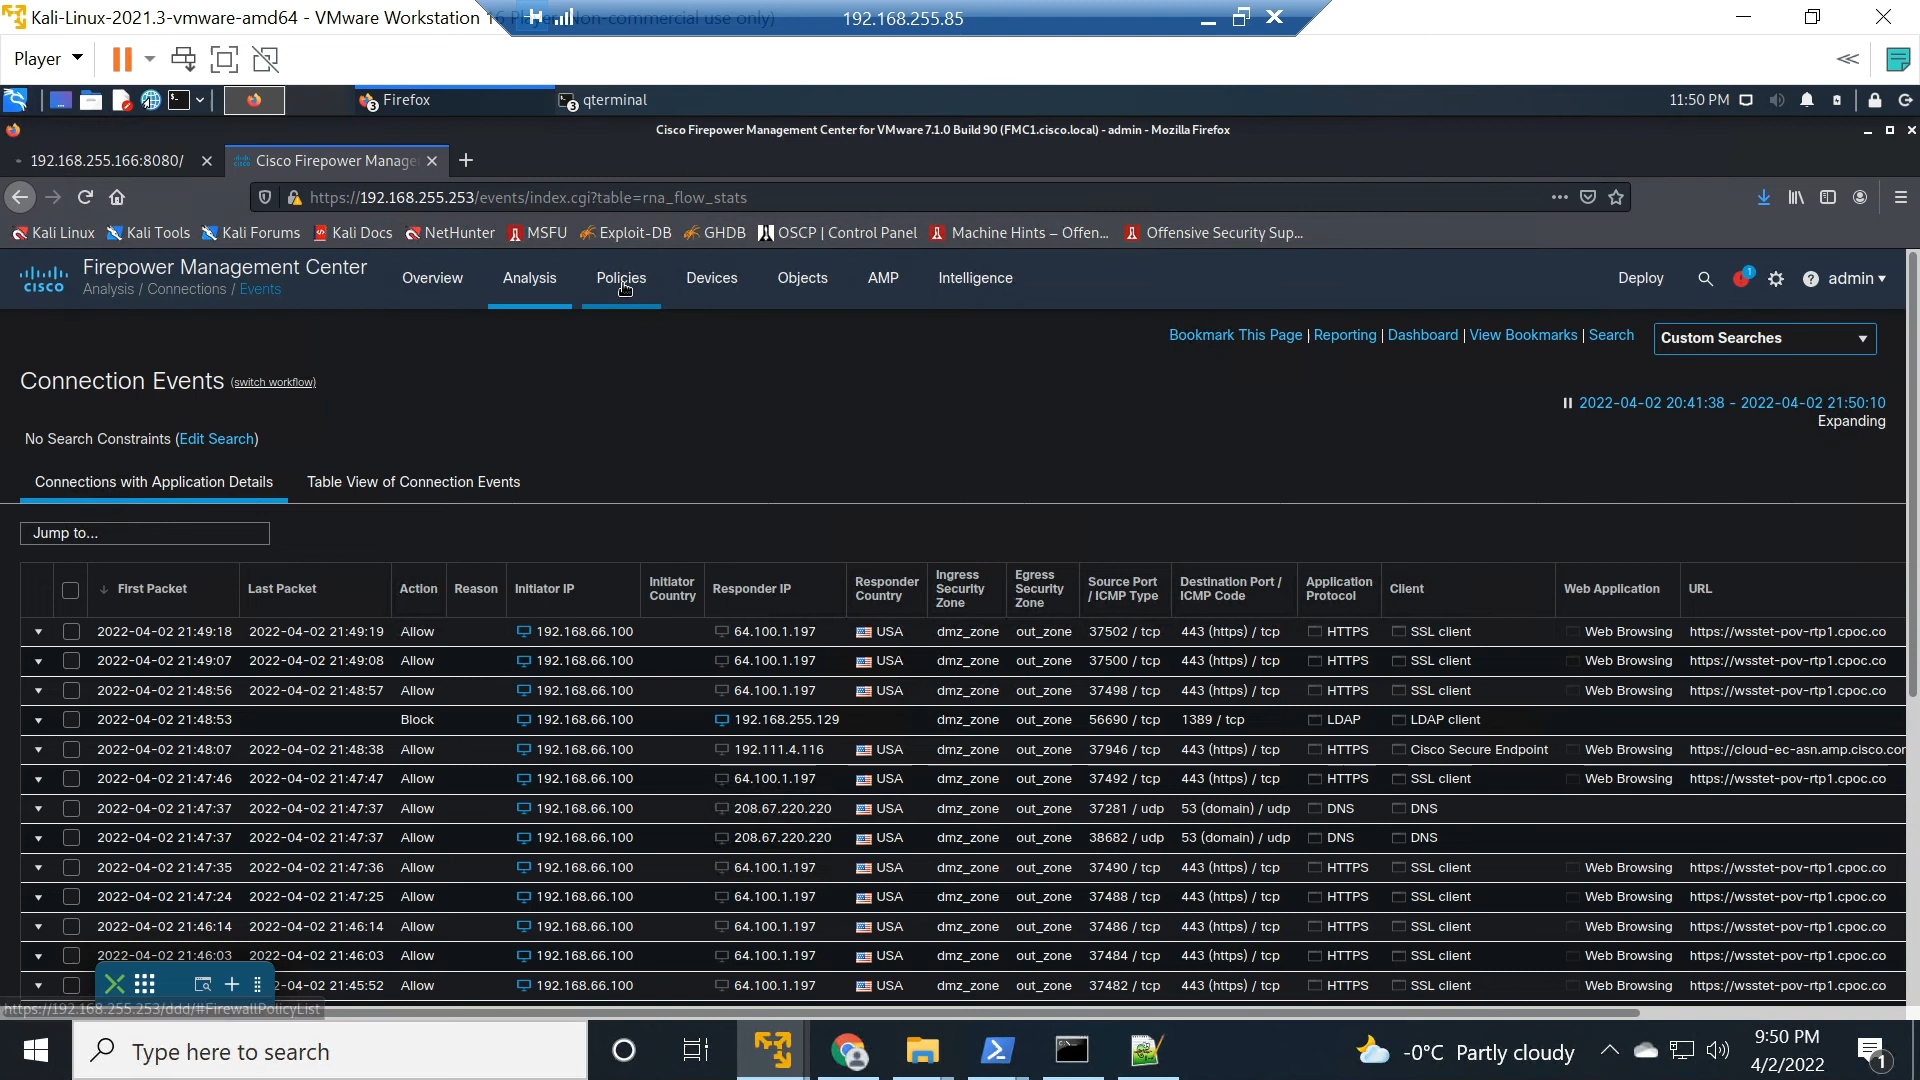 Kali-Linux-2021.3-vmware-amd64 - VMware Workstation 16 Player (Non-commercial use only)
192.168.255.85
Player
Firefox
qterminal
11:50 PM
Cisco Firepower Management Center for VMware 7.1.0 Build 90 (FMC1.cisco.local) - admin - Mozilla Firefox
192.168.255.166:8080/
Cisco Firepower Manage
https://192.168.255.253/events/index.cgi?table=rna_flow_stats
Kali Linux Kali Tools Kali Forums Kali Docs NetHunter MSFU Exploit-DB GHDB OSCP | Control Panel Machine Hints – Offen... Offensive Security Sup...
cisco
Firepower Management Center
Analysis / Connections / Events
Overview Analysis Policies Devices Objects AMP Intelligence
Deploy 1 admin
Bookmark This Page | Reporting | Dashboard | View Bookmarks | Search
Custom Searches
Connection Events (switch workflow)
2022-04-02 20:41:38 - 2022-04-02 21:50:10
Expanding
No Search Constraints (Edit Search)
Connections with Application Details Table View of Connection Events
Jump to...
First Packet Last Packet Action Reason Initiator IP Initiator Country Responder IP Responder Country Ingress Security Zone Egress Security Zone Source Port / ICMP Type Destination Port / ICMP Code Application Protocol Client Web Application URL
2022-04-02 21:49:18 2022-04-02 21:49:19 Allow 192.168.66.100 64.100.1.197 USA dmz_zone out_zone 37502 / tcp 443 (https) / tcp HTTPS SSL client Web Browsing https://wsstet-pov-rtp1.cpoc.co
2022-04-02 21:49:07 2022-04-02 21:49:08 Allow 192.168.66.100 64.100.1.197 USA dmz_zone out_zone 37500 / tcp 443 (https) / tcp HTTPS SSL client Web Browsing https://wsstet-pov-rtp1.cpoc.co
2022-04-02 21:48:56 2022-04-02 21:48:57 Allow 192.168.66.100 64.100.1.197 USA dmz_zone out_zone 37498 / tcp 443 (https) / tcp HTTPS SSL client Web Browsing https://wsstet-pov-rtp1.cpoc.co
2022-04-02 21:48:53 Block 192.168.66.100 192.168.255.129 dmz_zone out_zone 56690 / tcp 1389 / tcp LDAP LDAP client
2022-04-02 21:48:07 2022-04-02 21:48:38 Allow 192.168.66.100 192.111.4.116 USA dmz_zone out_zone 37946 / tcp 443 (https) / tcp HTTPS Cisco Secure Endpoint Web Browsing https://cloud-ec-asn.amp.cisco.cor
2022-04-02 21:47:46 2022-04-02 21:47:47 Allow 192.168.66.100 64.100.1.197 USA dmz_zone out_zone 37492 / tcp 443 (https) / tcp HTTPS SSL client Web Browsing https://wsstet-pov-rtp1.cpoc.co
2022-04-02 21:47:37 2022-04-02 21:47:37 Allow 192.168.66.100 208.67.220.220 USA dmz_zone out_zone 37281 / udp 53 (domain) / udp DNS DNS
2022-04-02 21:47:37 2022-04-02 21:47:37 Allow 192.168.66.100 208.67.220.220 USA dmz_zone out_zone 38682 / udp 53 (domain) / udp DNS DNS
2022-04-02 21:47:35 2022-04-02 21:47:36 Allow 192.168.66.100 64.100.1.197 USA dmz_zone out_zone 37490 / tcp 443 (https) / tcp HTTPS SSL client Web Browsing https://wsstet-pov-rtp1.cpoc.co
2022-04-02 21:47:24 2022-04-02 21:47:25 Allow 192.168.66.100 64.100.1.197 USA dmz_zone out_zone 37488 / tcp 443 (https) / tcp HTTPS SSL client Web Browsing https://wsstet-pov-rtp1.cpoc.co
2022-04-02 21:46:14 2022-04-02 21:46:14 Allow 192.168.66.100 64.100.1.197 USA dmz_zone out_zone 37486 / tcp 443 (https) / tcp HTTPS SSL client Web Browsing https://wsstet-pov-rtp1.cpoc.co
2022-04-02 21:46:03 2022-04-02 21:46:03 Allow 192.168.66.100 64.100.1.197 USA dmz_zone out_zone 37484 / tcp 443 (https) / tcp HTTPS SSL client Web Browsing https://wsstet-pov-rtp1.cpoc.co
2-04-02 21:45:52 Allow 192.168.66.100 64.100.1.197 USA dmz_zone out_zone 37482 / tcp 443 (https) / tcp HTTPS SSL client Web Browsing https://wsstet-pov-rtp1.cpoc.co
https://192.168.255.253/ddd/#FirewallPolicyList
Type here to search
-0°C Partly cloudy
9:50 PM
4/2/2022
1